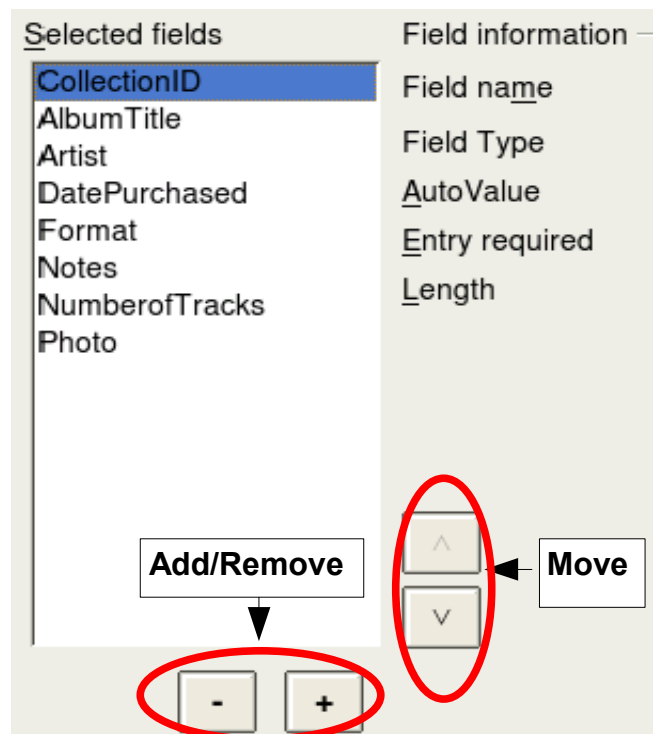 Selected fields
CollectionID
AlbumTitle
Artist
DatePurchased
Format
Notes
NumberofTracks
Photo
Field information
Field name
Field Type
AutoValue
Entry required
Length
^
v
Move
Add/Remove
- +